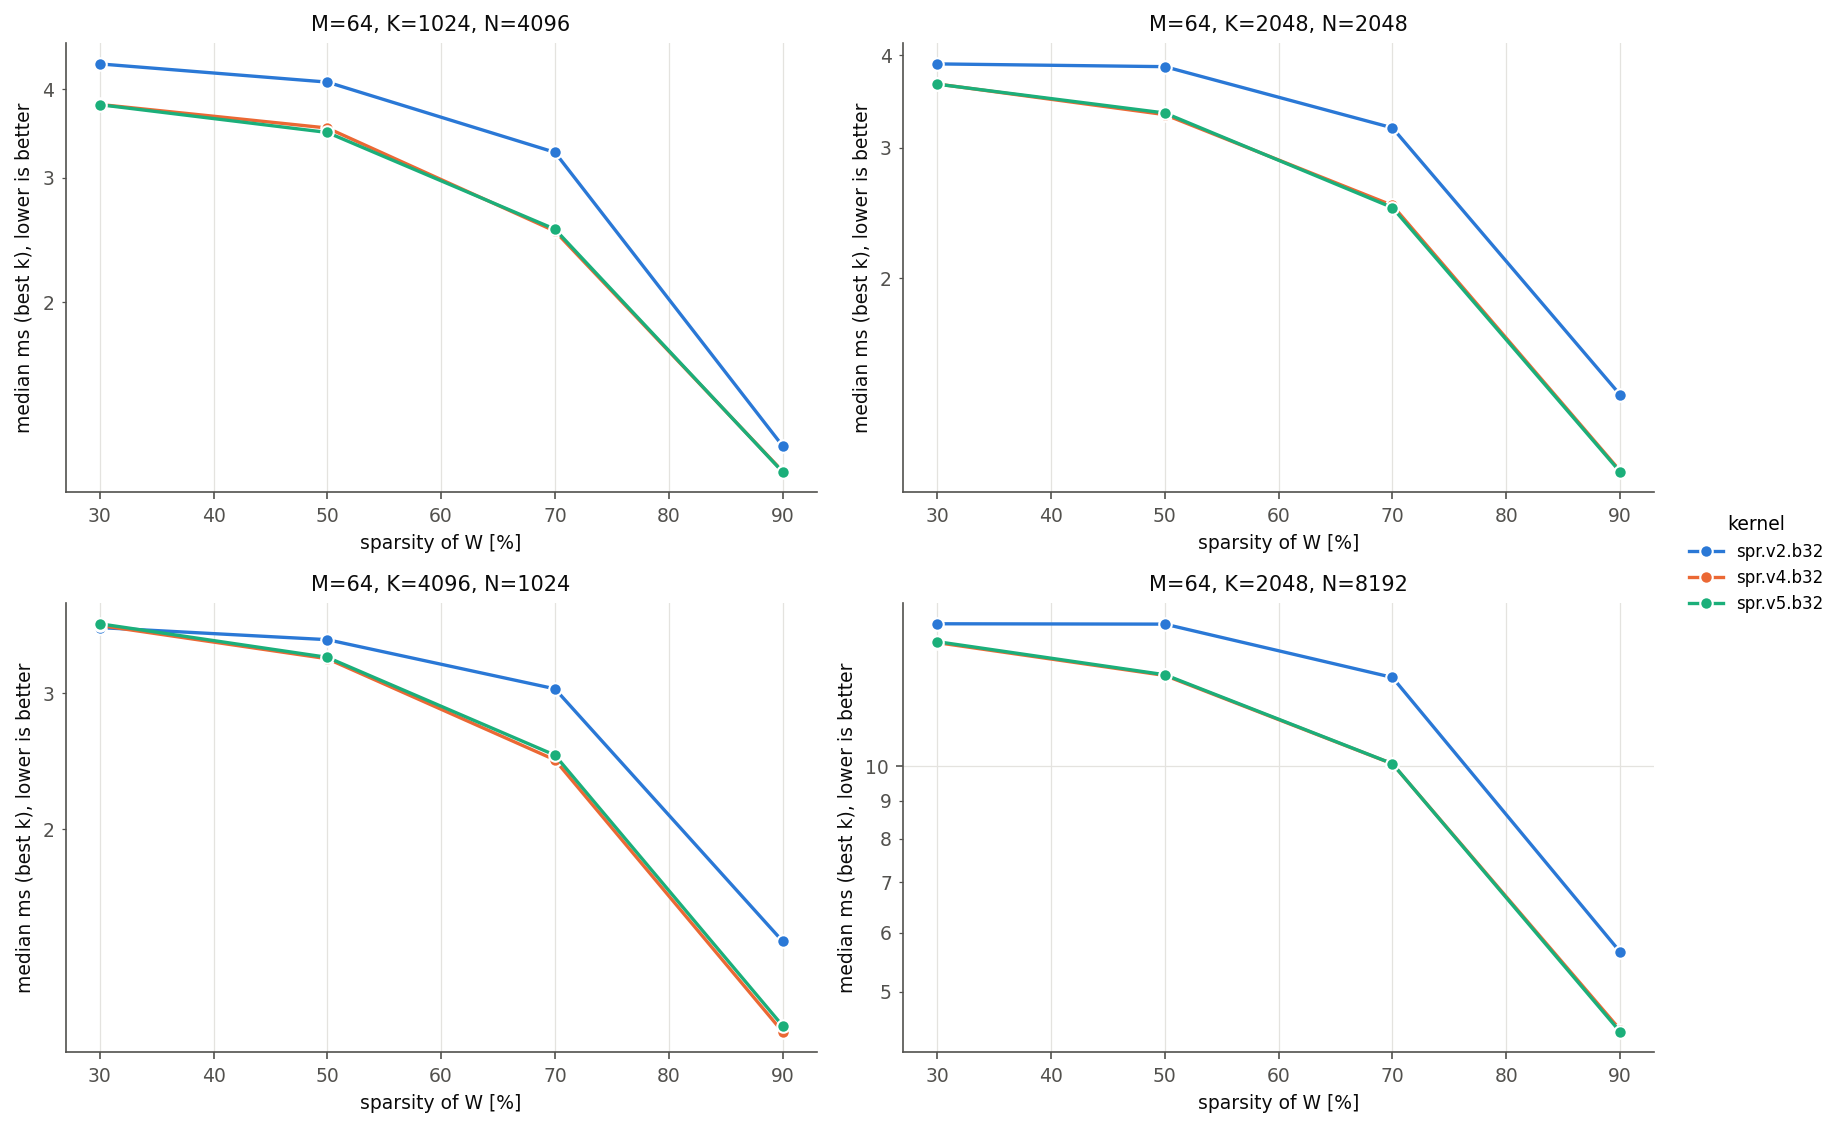 M=64, K=1024, N=4096
median ms (best k), lower is better
4
3
2
30 40 50 60 70 80 90
sparsity of W [%]
M=64, K=2048, N=2048
median ms (best k), lower is better
4
3
2
30 40 50 60 70 80 90
sparsity of W [%]
kernel
spr.v2.b32
spr.v4.b32
spr.v5.b32
M=64, K=4096, N=1024
median ms (best k), lower is better
3
2
30 40 50 60 70 80 90
sparsity of W [%]
M=64, K=2048, N=8192
median ms (best k), lower is better
10
9
8
7
6
5
30 40 50 60 70 80 90
sparsity of W [%]